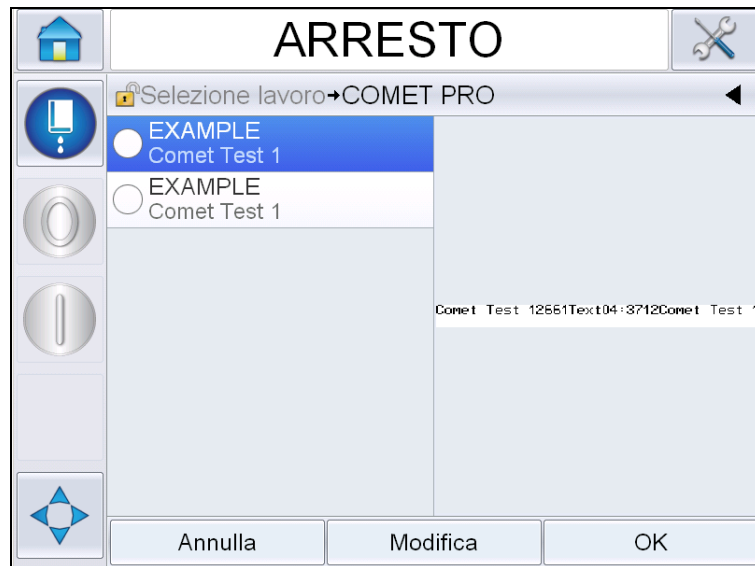 ARRESTO
Selezione lavoro→COMET PRO
EXAMPLE
Comet Test 1
EXAMPLE
Comet Test 1
Comet Test 12661Text04:3712Comet Test 1
Annulla
Modifica
OK